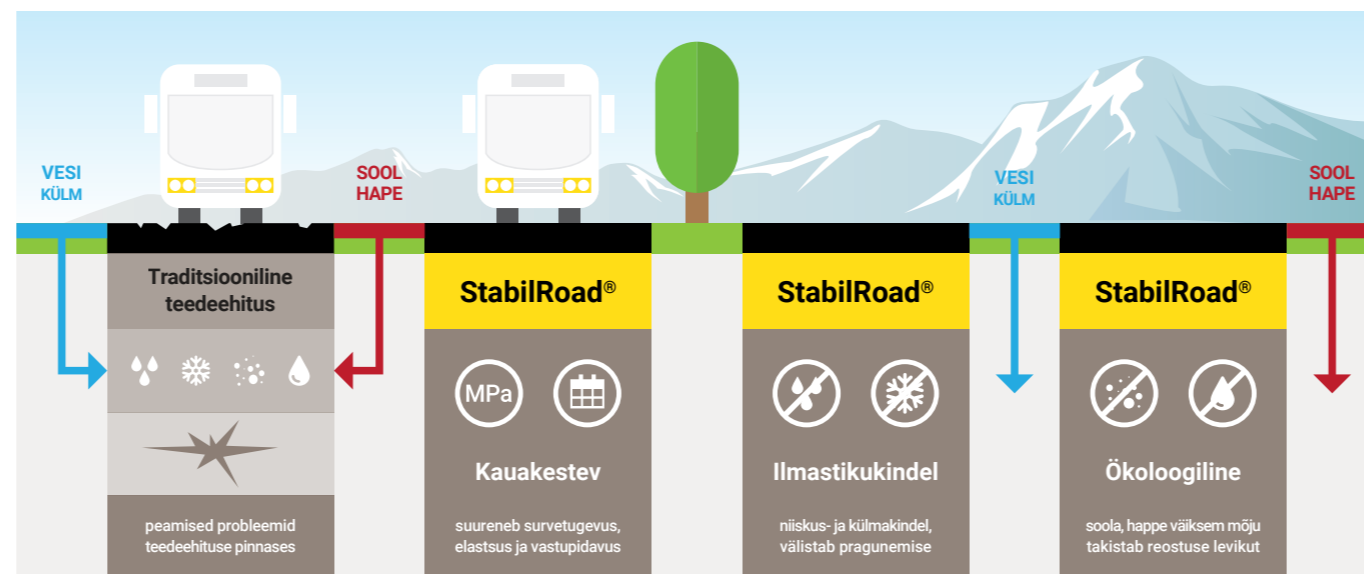 VESI
KÜLM
SOOL
HAPE
VESI
KÜLM
SOOL
HAPE
Traditsiooniline
teedeehitus
peamised probleemid
teedeehituse pinnases
StabilRoad®
MPa
Kauakestev
suureneb survetugevus,
elastsus ja vastupidavus
StabilRoad®
Ilmastikukindel
niiskus- ja külmakindel,
välistab pragunemise
StabilRoad®
Ökoloogiline
soola, happe väiksem mõju
takistab reostuse levikut